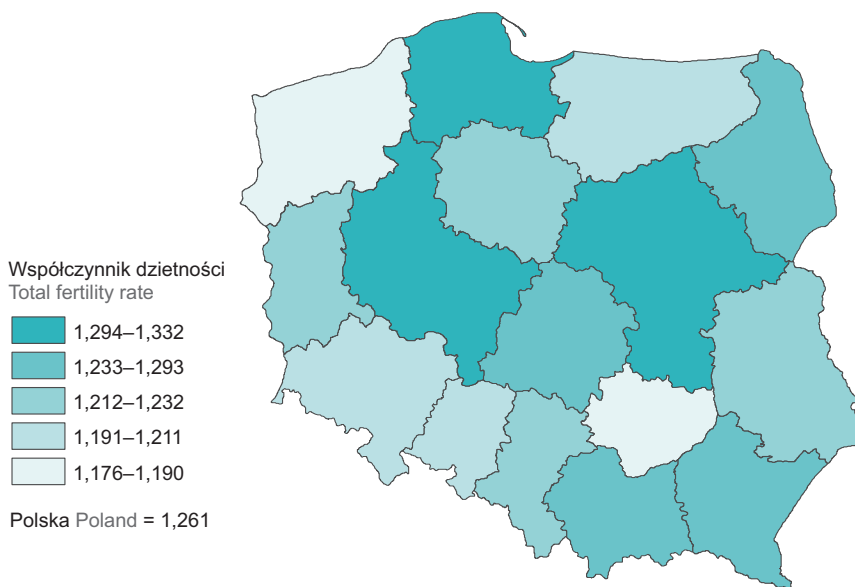 Współczynnik dzietności
Total fertility rate
1,294–1,332
1,233–1,293
1,212–1,232
1,191–1,211
1,176–1,190
Polska Poland = 1,261